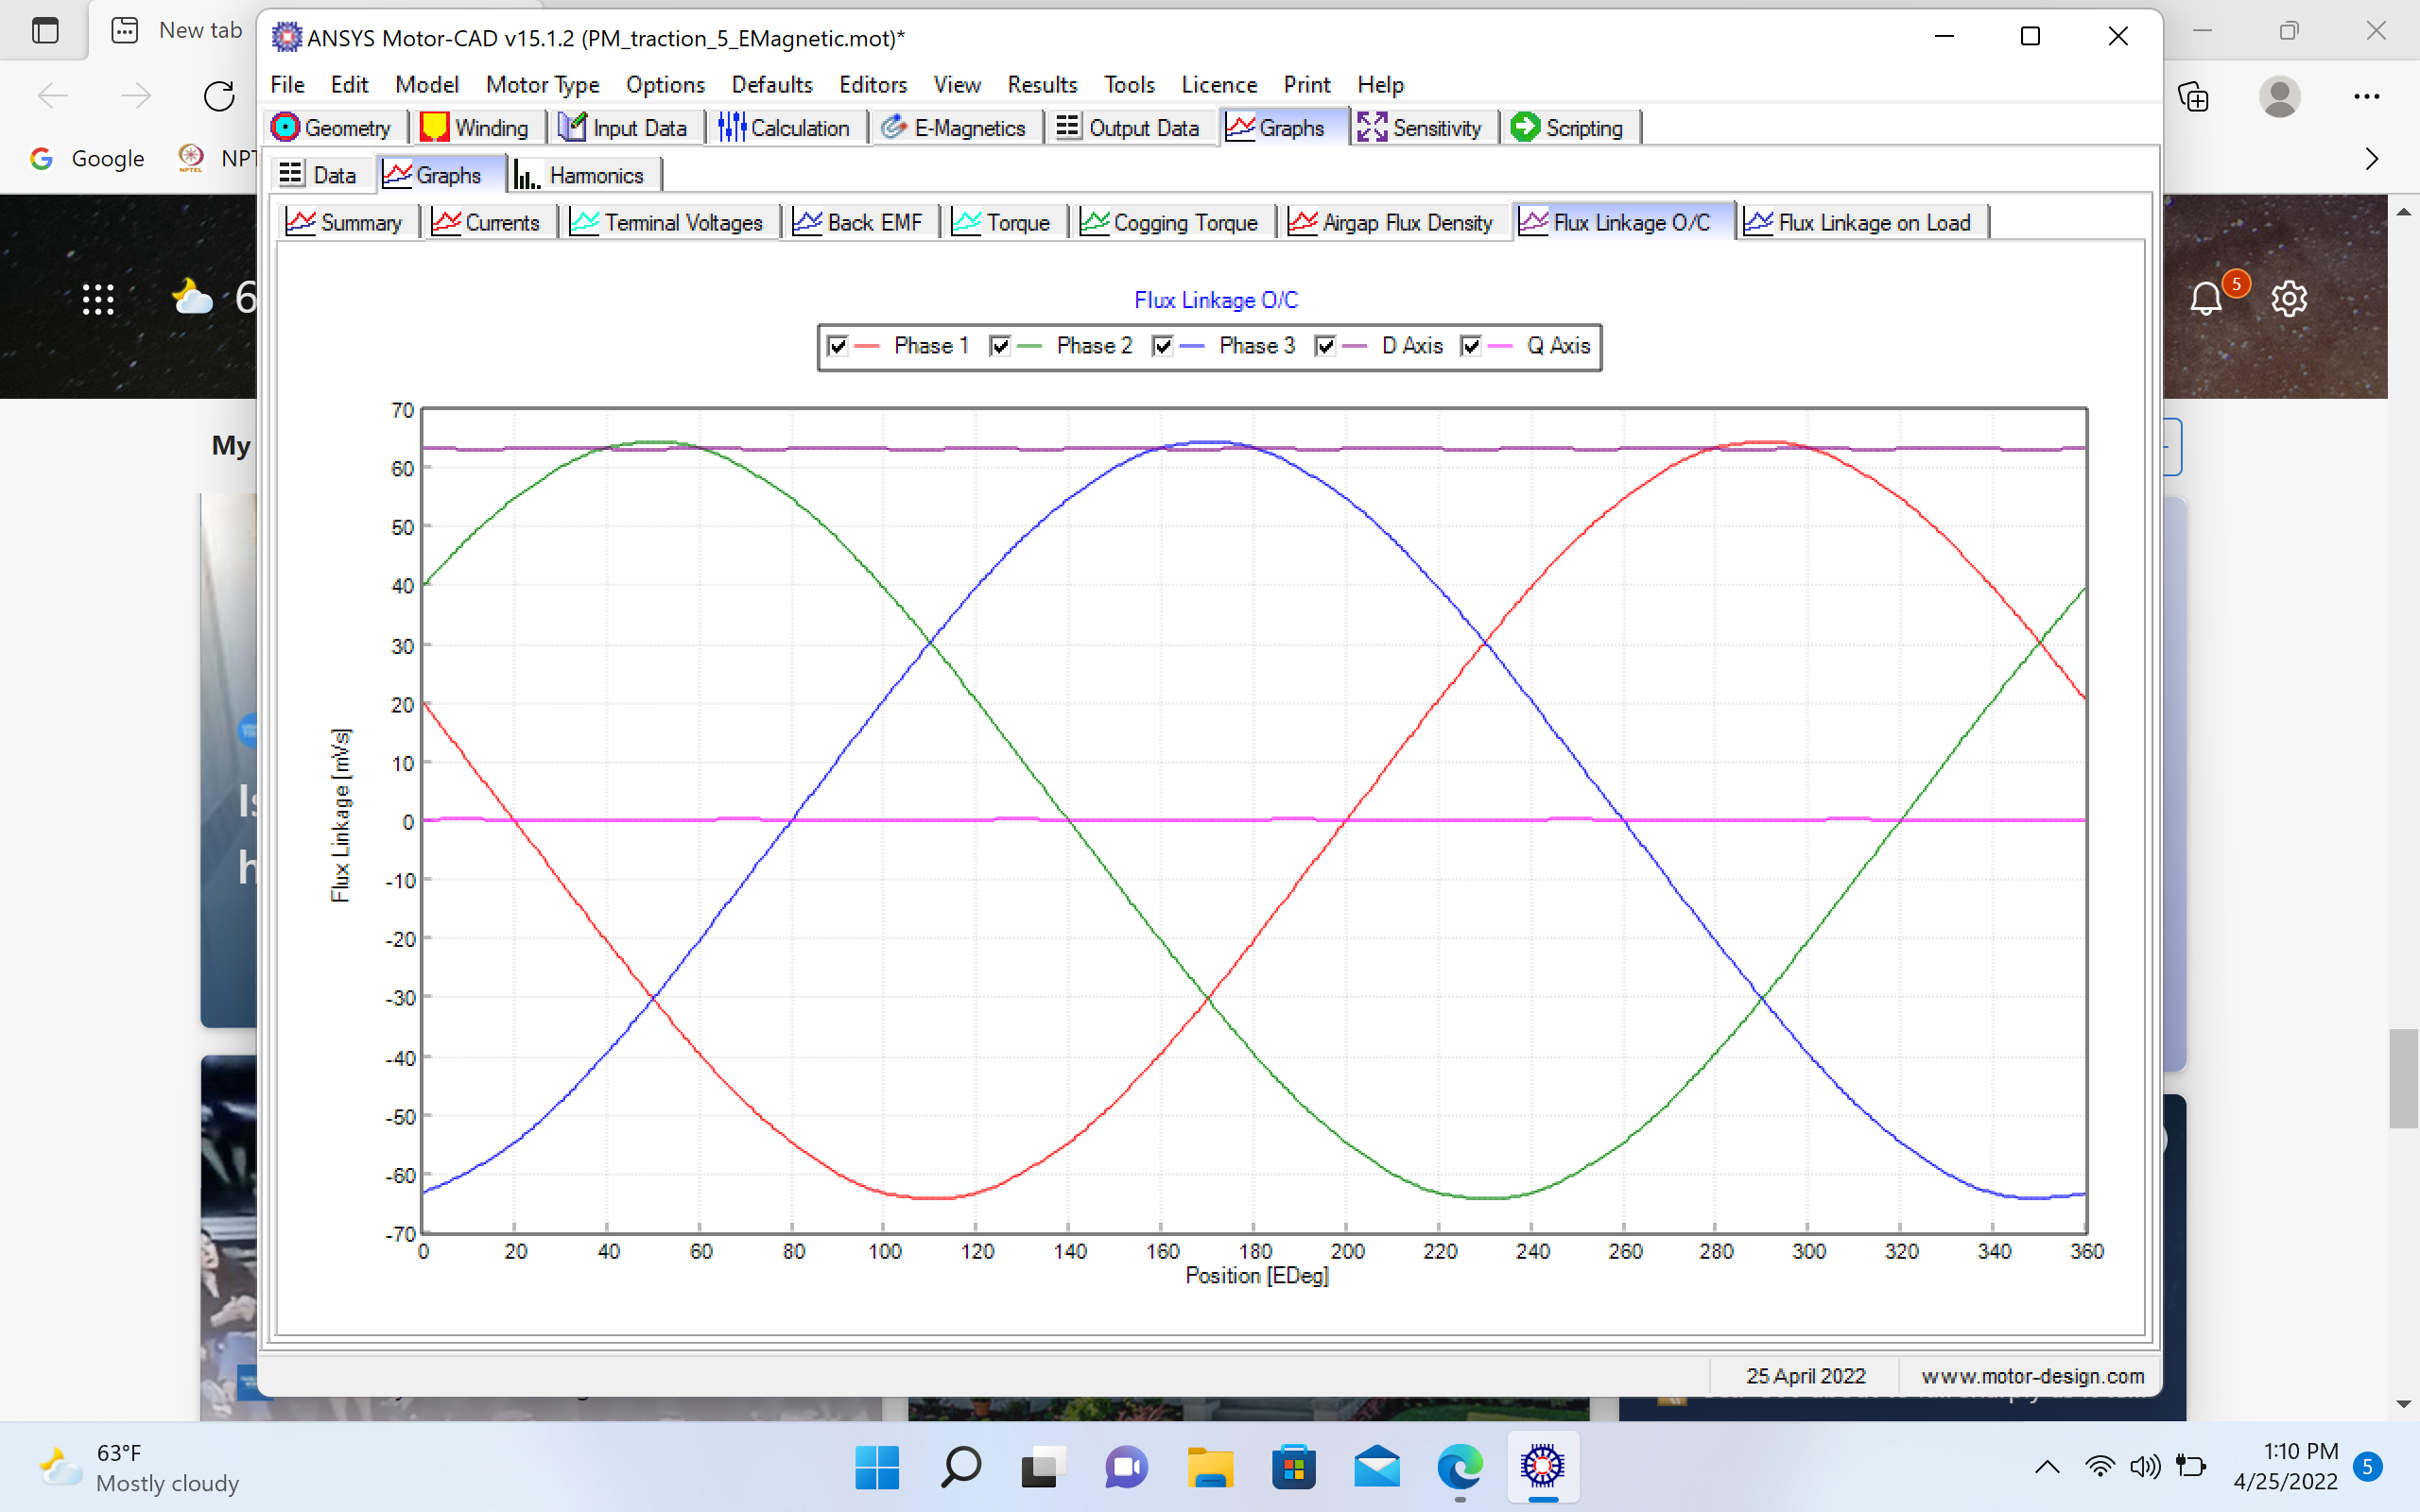 New tab
ANSYS Motor-CAD v15.1.2 (PM_traction_5_EMagnetic.mot)*
File Edit Model Motor Type Options Defaults Editors View Results Tools Licence Print Help
Geometry Winding Input Data Calculation E-Magnetics Output Data Graphs Sensitivity Scripting
Google
Data Graphs Harmonics
Summary Currents Terminal Voltages Back EMF Torque Cogging Torque Airgap Flux Density Flux Linkage O/C Flux Linkage on Load
5
Flux Linkage O/C
Phase 1 Phase 2 Phase 3 D Axis Q Axis
My
70
60
50
40
30
20
10
0
-10
-20
-30
-40
-50
-60
-70
Flux Linkage [mVs]
0 20 40 60 80 100 120 140 160 180 200 220 240 260 280 300 320 340 360
Position [EDeg]
25 April 2022 www.motor-design.com
63°F
Mostly cloudy
1:10 PM
4/25/2022
5